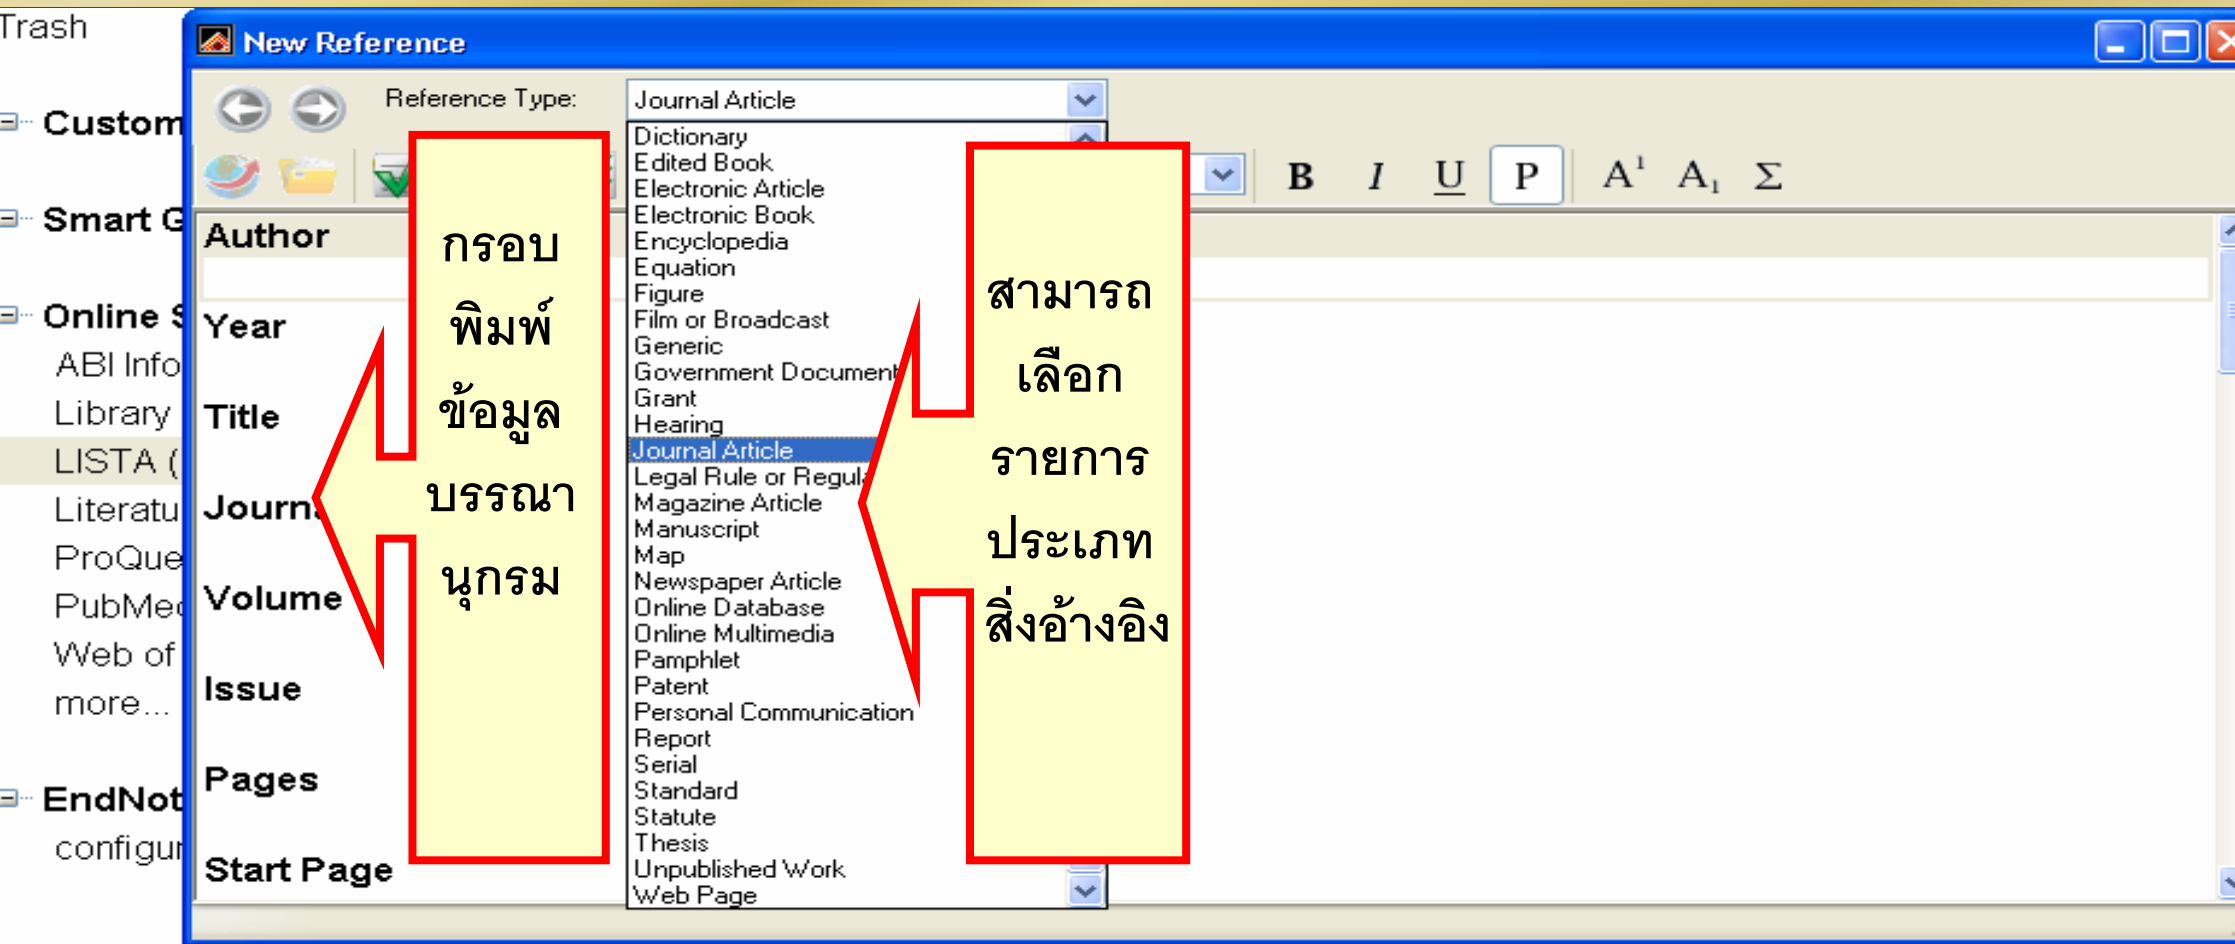 Trash
Custom
Smart G
Online S
ABI Info
Library
LISTA (
Literatu
ProQue
PubMed
Web of
more...
EndNot
configur
New Reference
Reference Type:
Journal Article
B I U P A¹ A₁ Σ
Author
Year
Title
Journa
Volume
Issue
Pages
Start Page
กรอบ
พิมพ์
ข้อมูล
บรรณา
นุกรม
Dictionary
Edited Book
Electronic Article
Electronic Book
Encyclopedia
Equation
Figure
Film or Broadcast
Generic
Government Document
Grant
Hearing
Journal Article
Legal Rule or Regula
Magazine Article
Manuscript
Map
Newspaper Article
Online Database
Online Multimedia
Pamphlet
Patent
Personal Communication
Report
Serial
Standard
Statute
Thesis
Unpublished Work
Web Page
สามารถ
เลือก
รายการ
ประเภท
สิ่งอ้างอิง